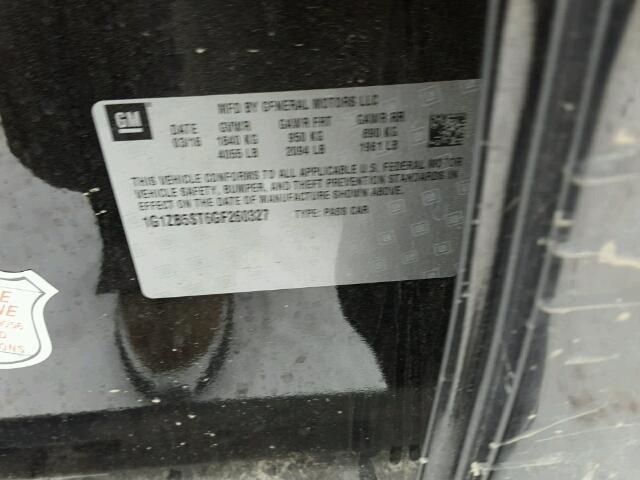 GM
MFD BY GENERAL MOTORS LLC
DATE GVWR GAWR FRT GAWR RR
03/16 1840 KG 950 KG 890 KG
4055 LB 2094 LB 1961 LB
THIS VEHICLE CONFORMS TO ALL APPLICABLE U.S. FEDERAL MOTOR
VEHICLE SAFETY, BUMPER, AND THEFT PREVENTION STANDARDS IN
EFFECT ON THE DATE OF MANUFACTURE SHOWN ABOVE.
1G1ZB5ST6GF250327 TYPE: PASS CAR